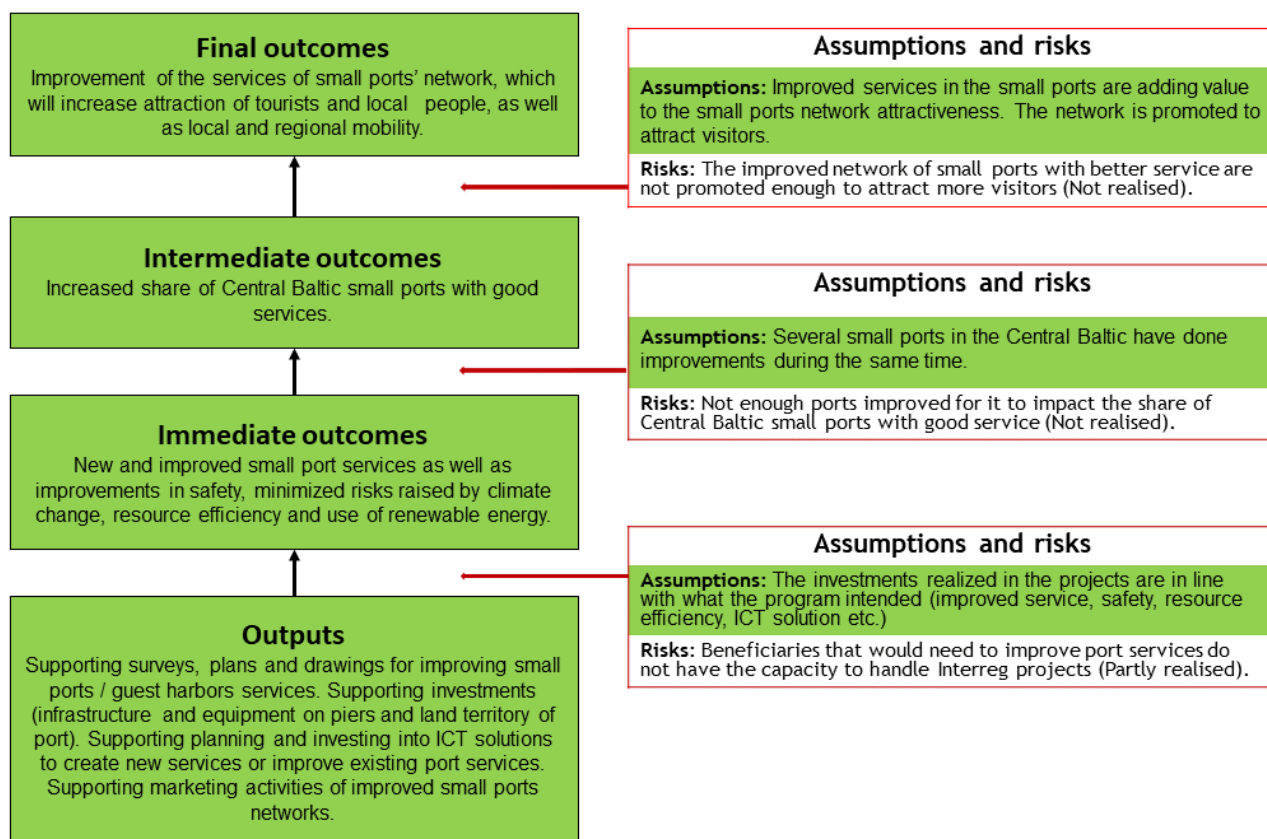 Final outcomes
Improvement of the services of small ports' network, which
will increase attraction of tourists and local people, as well
as local and regional mobility.
Assumptions and risks
Assumptions: Improved services in the small ports are adding value
to the small ports network attractiveness. The network is promoted to
attract visitors.
Risks: The improved network of small ports with better service are
not promoted enough to attract more visitors (Not realised).
Intermediate outcomes
Increased share of Central Baltic small ports with good
services.
Assumptions and risks
Assumptions: Several small ports in the Central Baltic have done
improvements during the same time.
Risks: Not enough ports improved for it to impact the share of
Central Baltic small ports with good service (Not realised).
Immediate outcomes
New and improved small port services as well as
improvements in safety, minimized risks raised by climate
change, resource efficiency and use of renewable energy.
Assumptions and risks
Assumptions: The investments realized in the projects are in line
with what the program intended (improved service, safety, resource
efficiency, ICT solution etc.)
Risks: Beneficiaries that would need to improve port services do
not have the capacity to handle Interreg projects (Partly realised).
Outputs
Supporting surveys, plans and drawings for improving small
ports / guest harbors services. Supporting investments
(infrastructure and equipment on piers and land territory of
port). Supporting planning and investing into ICT solutions
to create new services or improve existing port services.
Supporting marketing activities of improved small ports
networks.